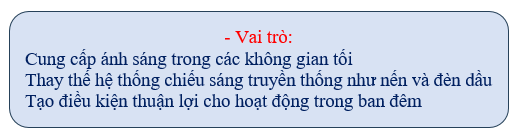 - Vai trò:
Cung cấp ánh sáng trong các không gian tối
Thay thế hệ thống chiếu sáng truyền thống như nến và đèn dầu
Tạo điều kiện thuận lợi cho hoạt động trong ban đêm